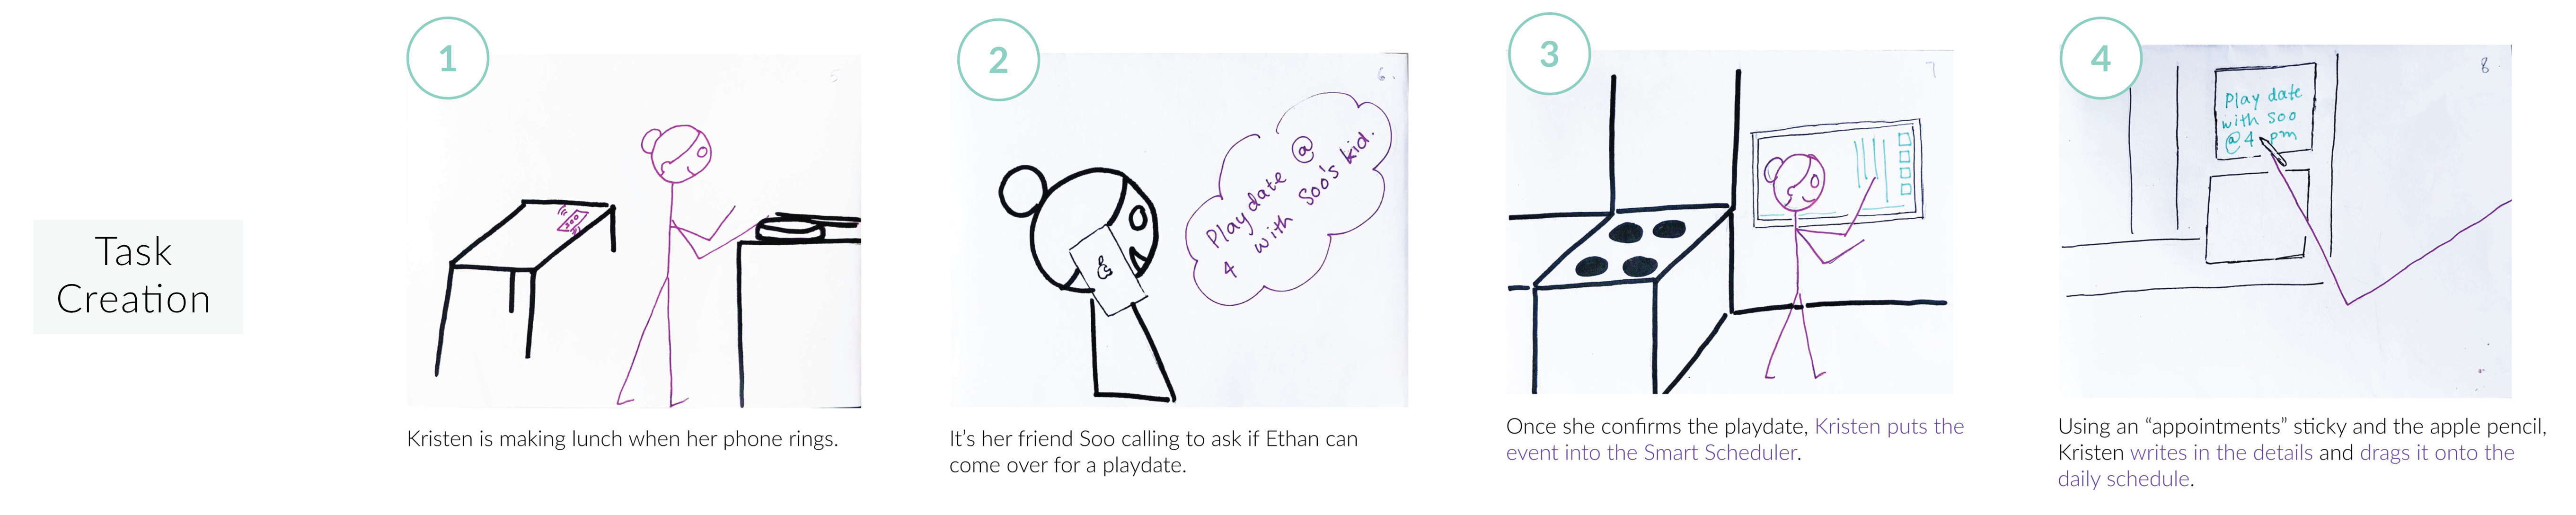 Task
Creation
1
5
Kristen is making lunch when her phone rings.
2
6.
Playdate @
4 with Soo's kid.
It's her friend Soo calling to ask if Ethan can
come over for a playdate.
3
7
Once she confirms the playdate, Kristen puts the
event into the Smart Scheduler.
4
8
Play date
with soo
@4 pm
Using an “appointments” sticky and the apple pencil,
Kristen writes in the details and drags it onto the
daily schedule.